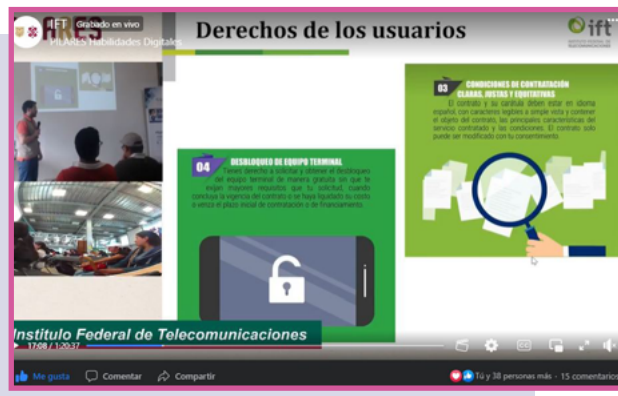 IFT Grabado en vivo
PILARES Habilidades Digitales
Derechos de los usuarios
ift
INSTITUTO FEDERAL DE
TELECOMUNICACIONES
03
CONDICIONES DE CONTRATACIÓN
CLARAS, JUSTAS Y EQUITATIVAS
El contrato y su carátula deben estar en idioma
español, con caracteres legibles a simple vista y contener
el objeto del contrato, las principales características del
servicio contratado y las condiciones. El contrato solo
puede ser modificado con tu consentimiento.
04
DESBLOQUEO DE EQUIPO TERMINAL
Tienes derecho a solicitar y obtener el desbloqueo
del equipo terminal de manera gratuita sin que te
exijan mayores requisitos que tu solicitud, cuando
concluya la vigencia del contrato o se haya liquidado su costo
o venza el plazo inicial de contratación o de financiamiento.
Instituto Federal de Telecomunicaciones
17:08 / 1:20:37
Me gusta
Comentar
Compartir
Tú y 38 personas más · 15 comentarios